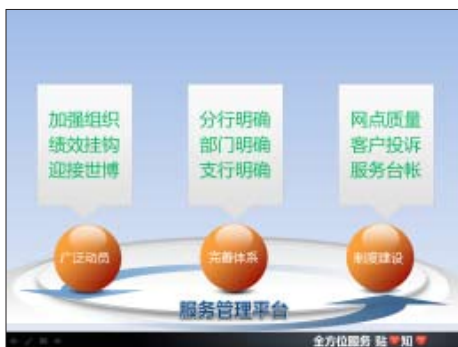 加强组织
绩效挂钩
迎接世博
分行明确
部门明确
支行明确
网点质量
客户投诉
服务台帐
广泛动员
完善体系
制度建设
服务管理平台
全方位服务 贴❤知❤